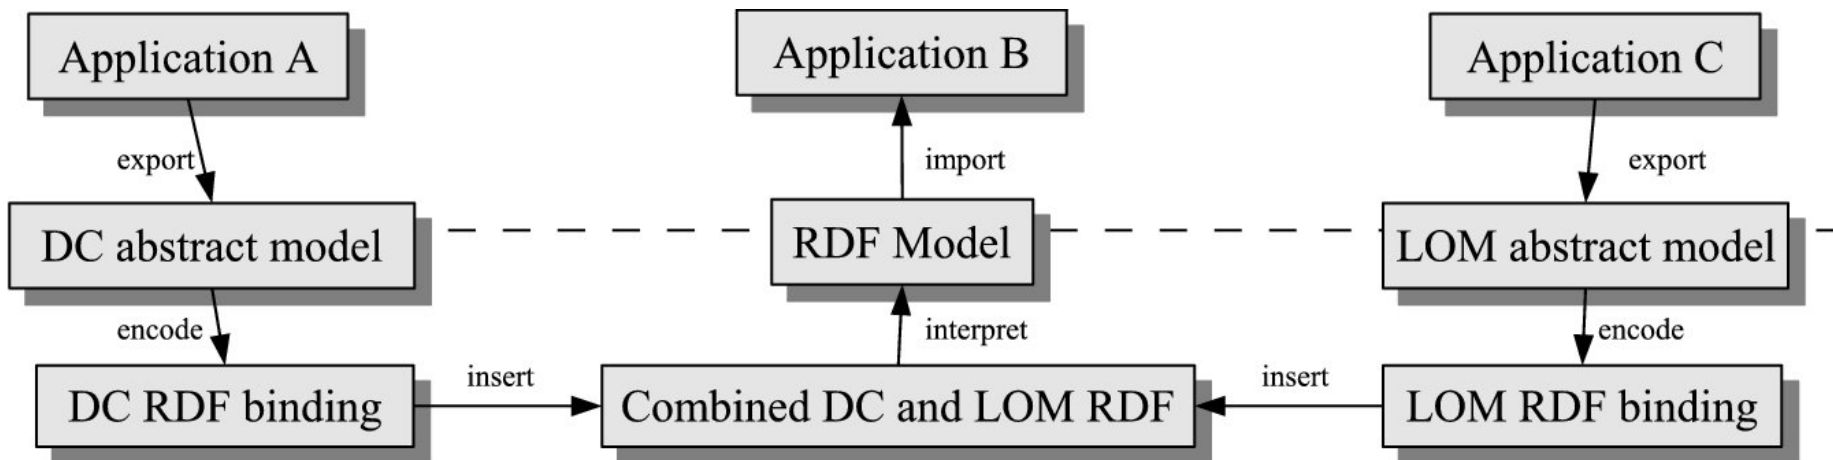 Application A
Application B
Application C
export
import
export
DC abstract model
RDF Model
LOM abstract model
encode
interpret
encode
DC RDF binding
insert
Combined DC and LOM RDF
insert
LOM RDF binding